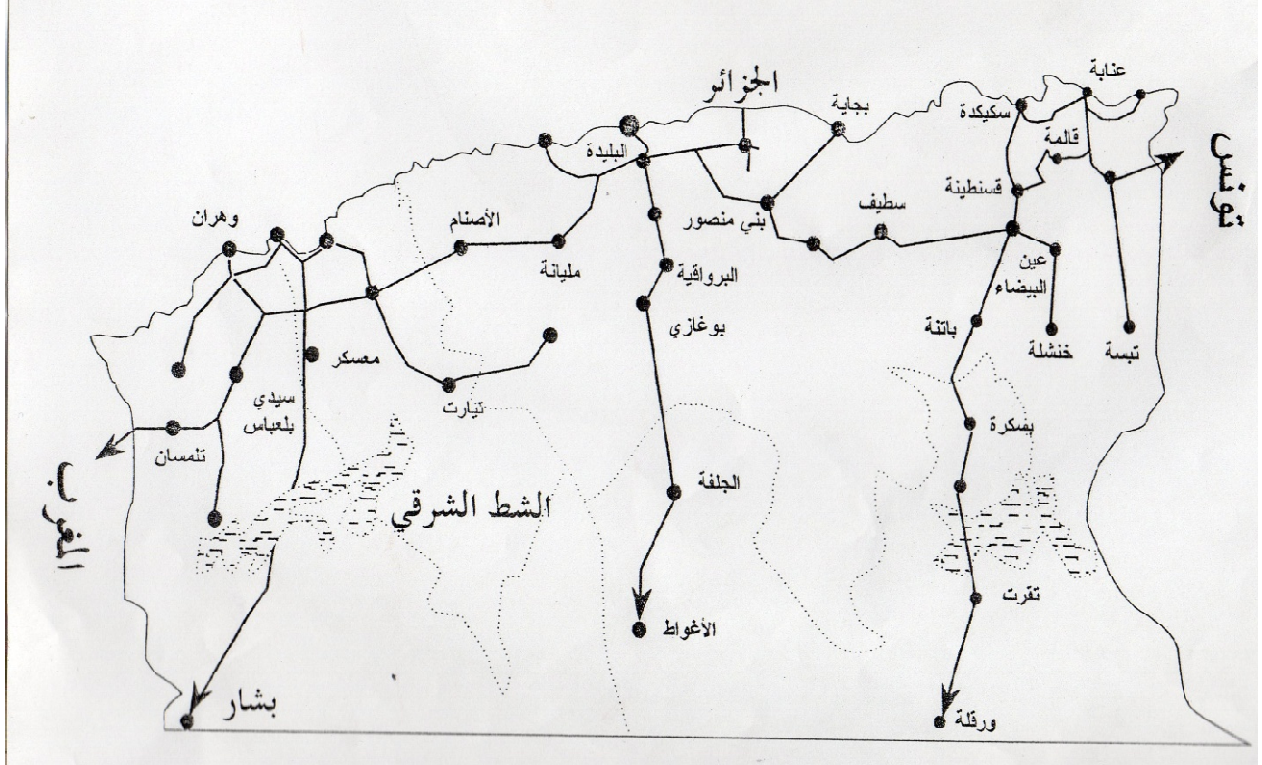 عنابة
الجزائر
بجاية
سكيكدة
قالمة
تونس
البليدة
قسنطينة
سطيف
بني منصور
وهران
الأصنام
مليانة
البرواقية
عين
البيضاء
بوغازي
باتنة
خنشلة
تبسة
معسكر
تيارت
سيدي
بلعباس
بسكرة
تلمسان
المغرب
الجلفة
الشط الشرقي
تقرت
الأغواط
بشار
ورقلة